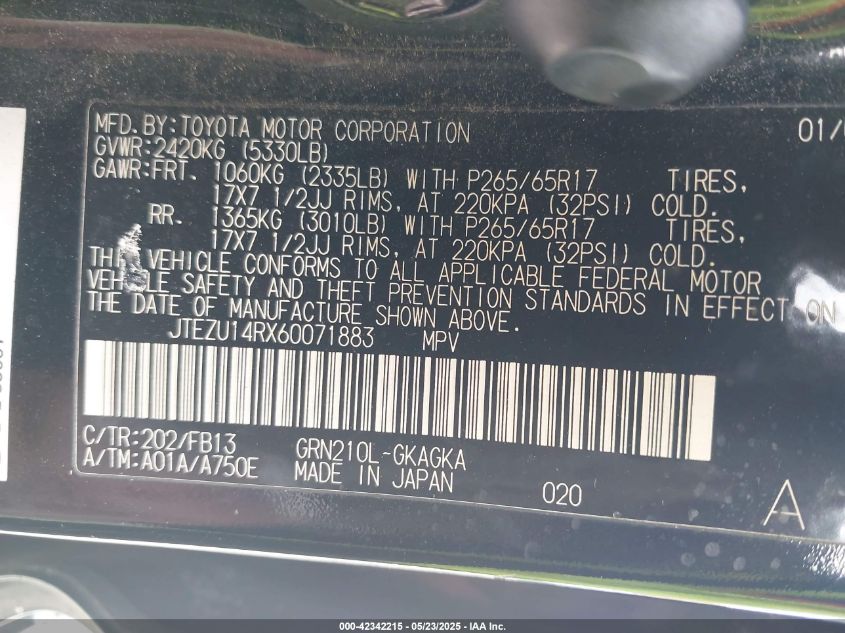 MFD.BY:TOYOTA MOTOR CORPORATION 01/
GVWR:2420KG (5330LB)
GAWR:FRT. 1060KG (2335LB) WITH P265/65R17 TIRES,
17X7 1/2JJ RIMS, AT 220KPA (32PSI) COLD.
RR. 1365KG (3010LB) WITH P265/65R17 TIRES,
17X7 1/2JJ RIMS, AT 220KPA (32PSI) COLD.
THIS VEHICLE CONFORMS TO ALL APPLICABLE FEDERAL MOTOR
VEHICLE SAFETY AND THEFT PREVENTION STANDARDS IN EFFECT ON
THE DATE OF MANUFACTURE SHOWN ABOVE.
JTEZU14RX60071883 MPV
C/TR:202/FB13 GRN210L-GKAGKA
A/TM:A01A/A750E MADE IN JAPAN 020 A
000-42342215 - 05/23/2025 - IAA Inc.